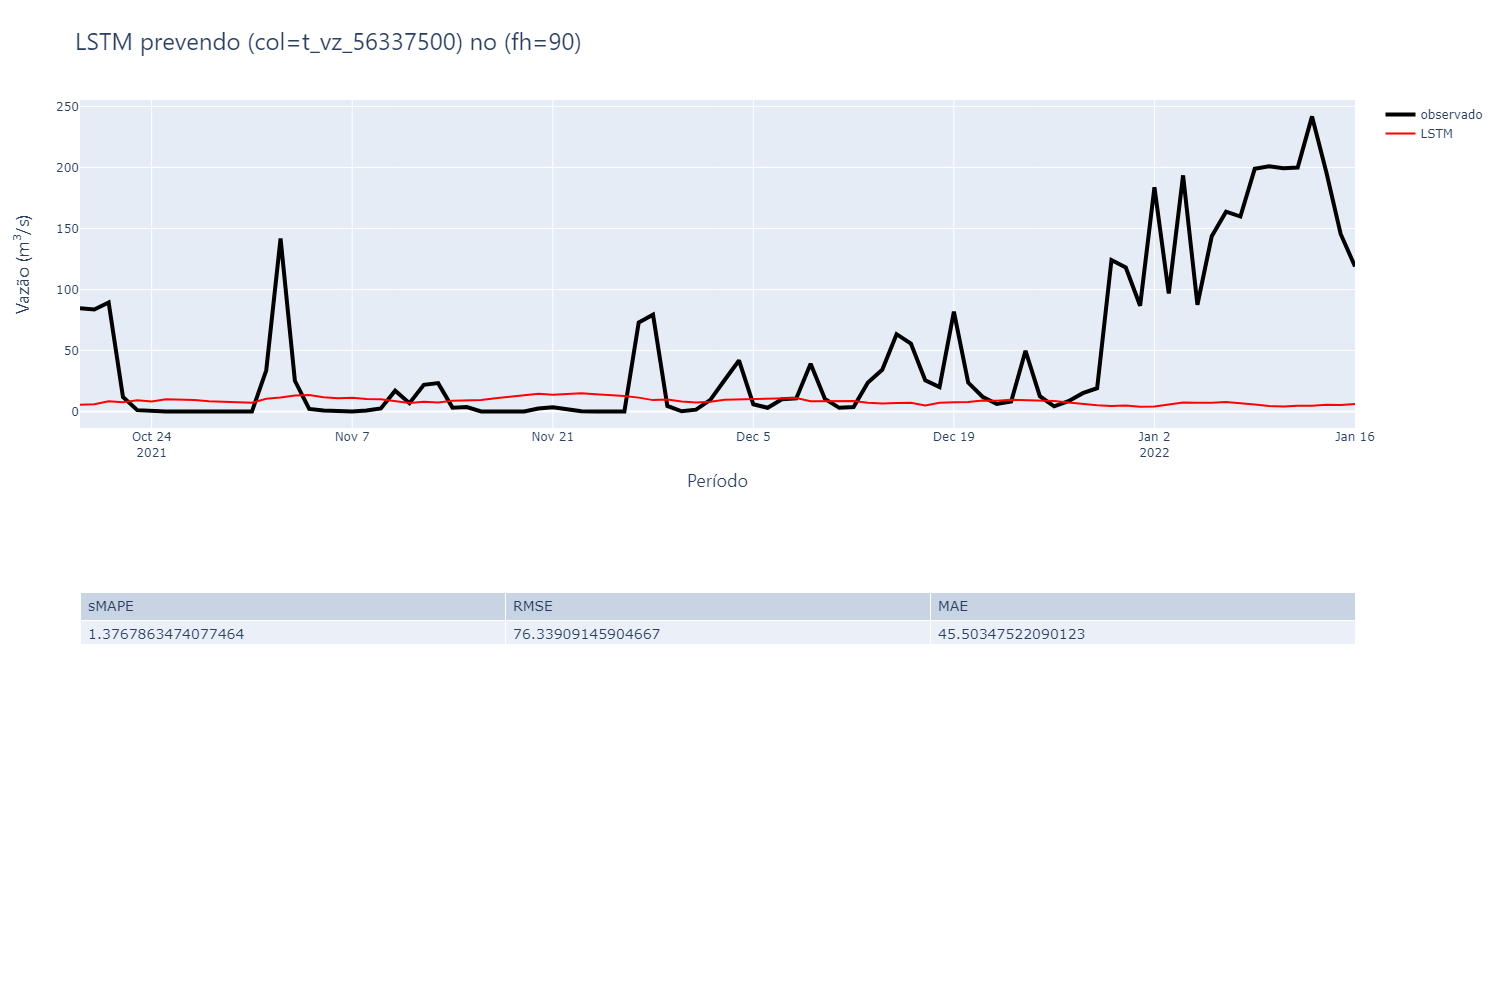 LSTM prevendo (col=t_vz_56337500) no (fh=90)
observado
LSTM
Vazão (m³/s)
250
200
150
100
50
0
Oct 24
2021
Nov 7
Nov 21
Dec 5
Dec 19
Jan 2
2022
Jan 16
Período
sMAPE RMSE MAE
1.3767863474077464 76.33909145904667 45.50347522090123